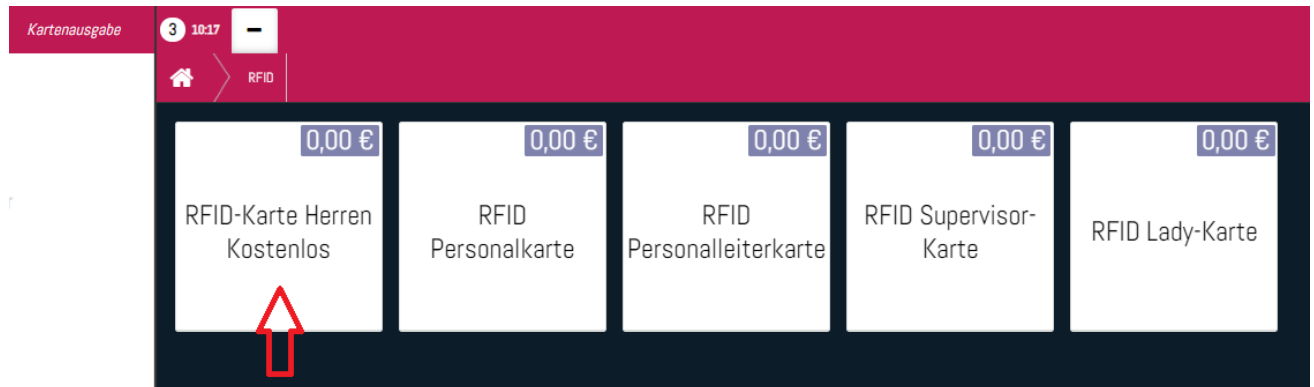 Kartenausgabe
3 10:17 –
RFID
0,00 €
RFID-Karte Herren
Kostenlos
0,00 €
RFID
Personalkarte
0,00 €
RFID
Personalleiterkarte
0,00 €
RFID Supervisor-
Karte
0,00 €
RFID Lady-Karte